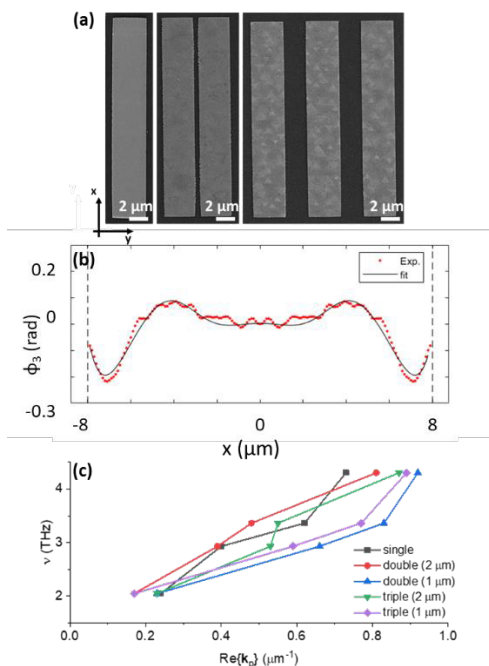 (a)
2 μm 2 μm 2 μm
x
y
(b)
0.2
Exp.
fit
0
ϕ3 (rad)
-0.3
-8 0 8
x (μm)
(c)
4
3
2
ν (THz)
single
double (2 μm)
double (1 μm)
triple (2 μm)
triple (1 μm)
0.0 0.2 0.4 0.6 0.8 1.0
Re{kp} (μm⁻¹)